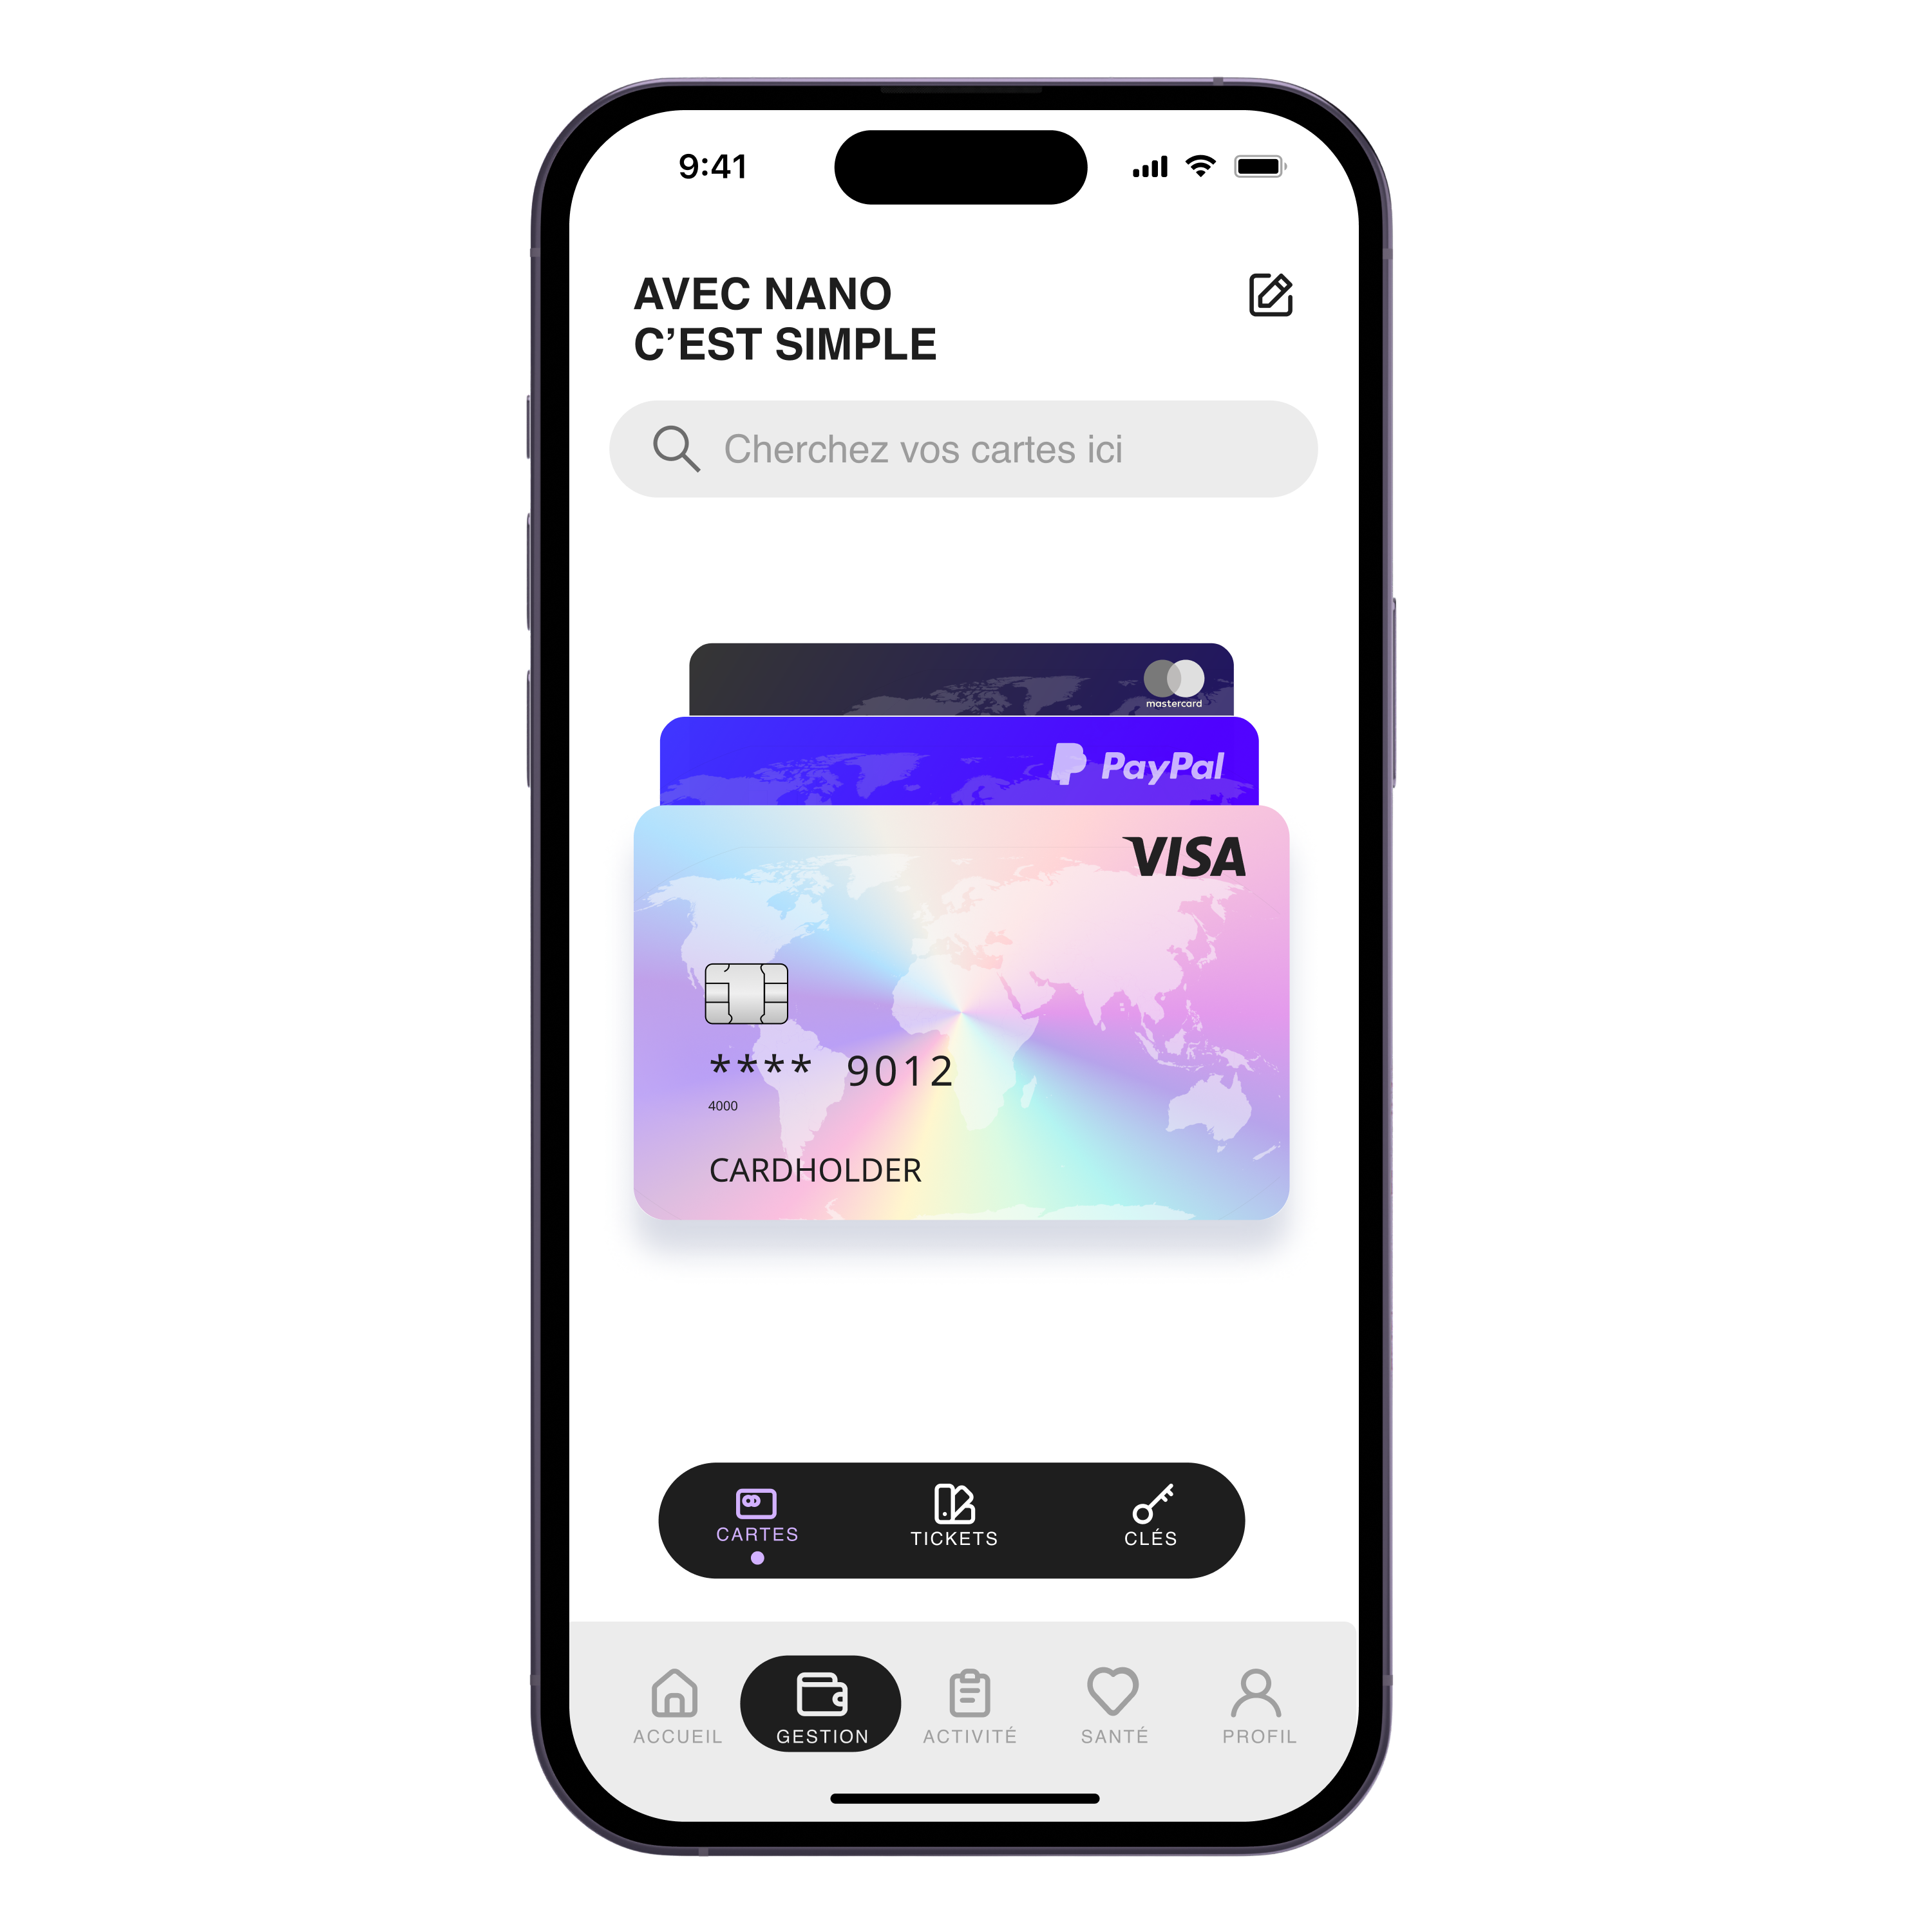 9:41
AVEC NANO
C’EST SIMPLE
Cherchez vos cartes ici
mastercard
PayPal
VISA
**** 9012
4000
CARDHOLDER
CARTES
TICKETS
CLÉS
ACCUEIL
GESTION
ACTIVITÉ
SANTÉ
PROFIL